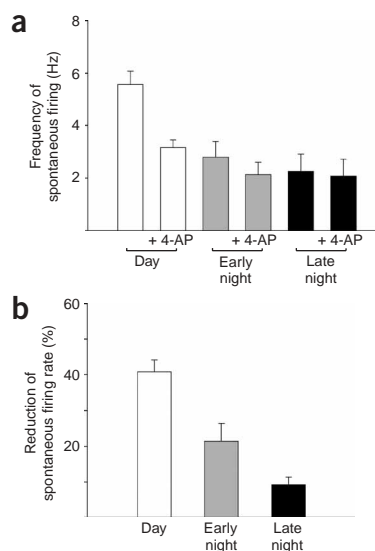 a
Frequency of
spontaneous firing (Hz)
8
6
4
2
+ 4-AP + 4-AP + 4-AP
Day Early Late
night night
b
Reduction of
spontaneous firing rate (%)
60
40
20
0
Day Early Late
night night